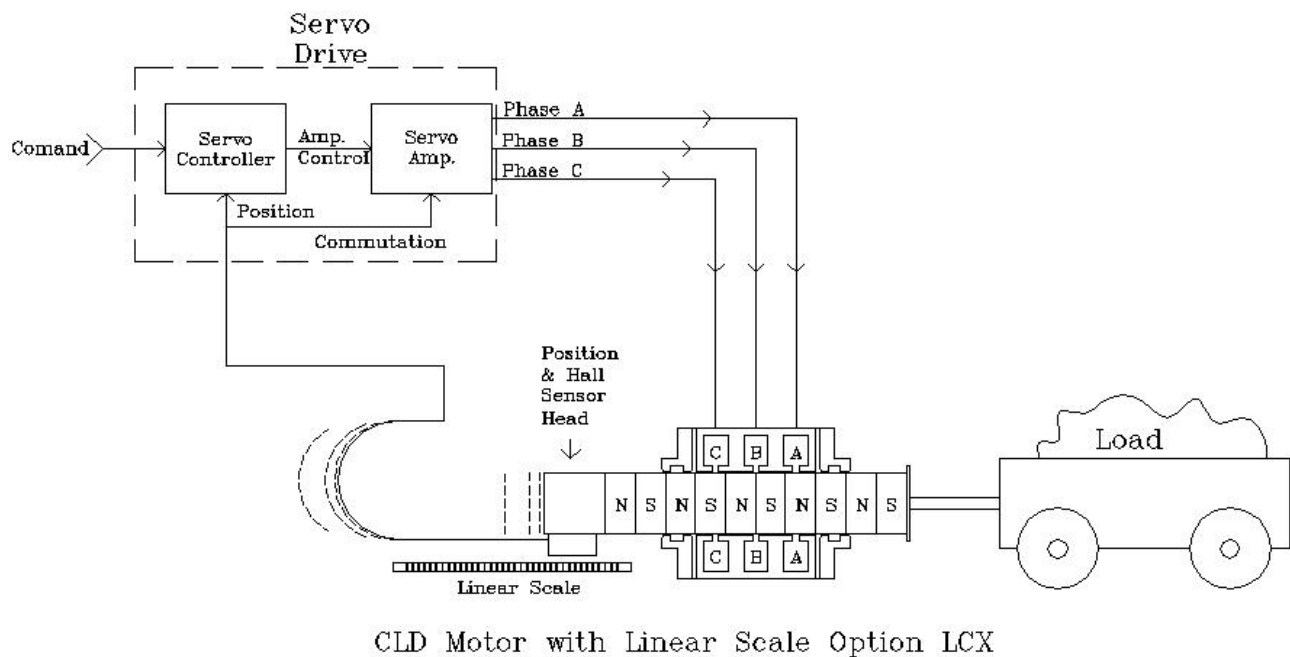 Servo
Drive
Comand
Servo
Controller
Amp.
Control
Servo
Amp.
Phase A
Phase B
Phase C
Position
Commutation
Position
& Hall
Sensor
Head
C B A
N S N S N S N S N S
C B A
Linear Scale
Load
CLD Motor with Linear Scale Option LCX